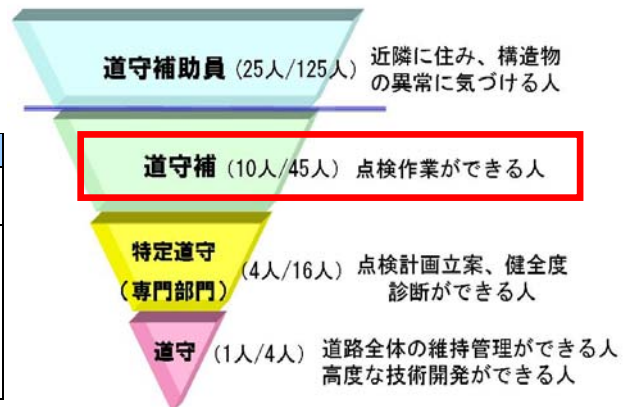 道守補助員 (25人/125人) 近隣に住み、構造物
の異常に気づける人
道守補 (10人/45人) 点検作業ができる人
特定道守
(専門部門) (4人/16人) 点検計画立案、健全度
診断ができる人
道守 (1人/4人) 道路全体の維持管理ができる人
高度な技術開発ができる人